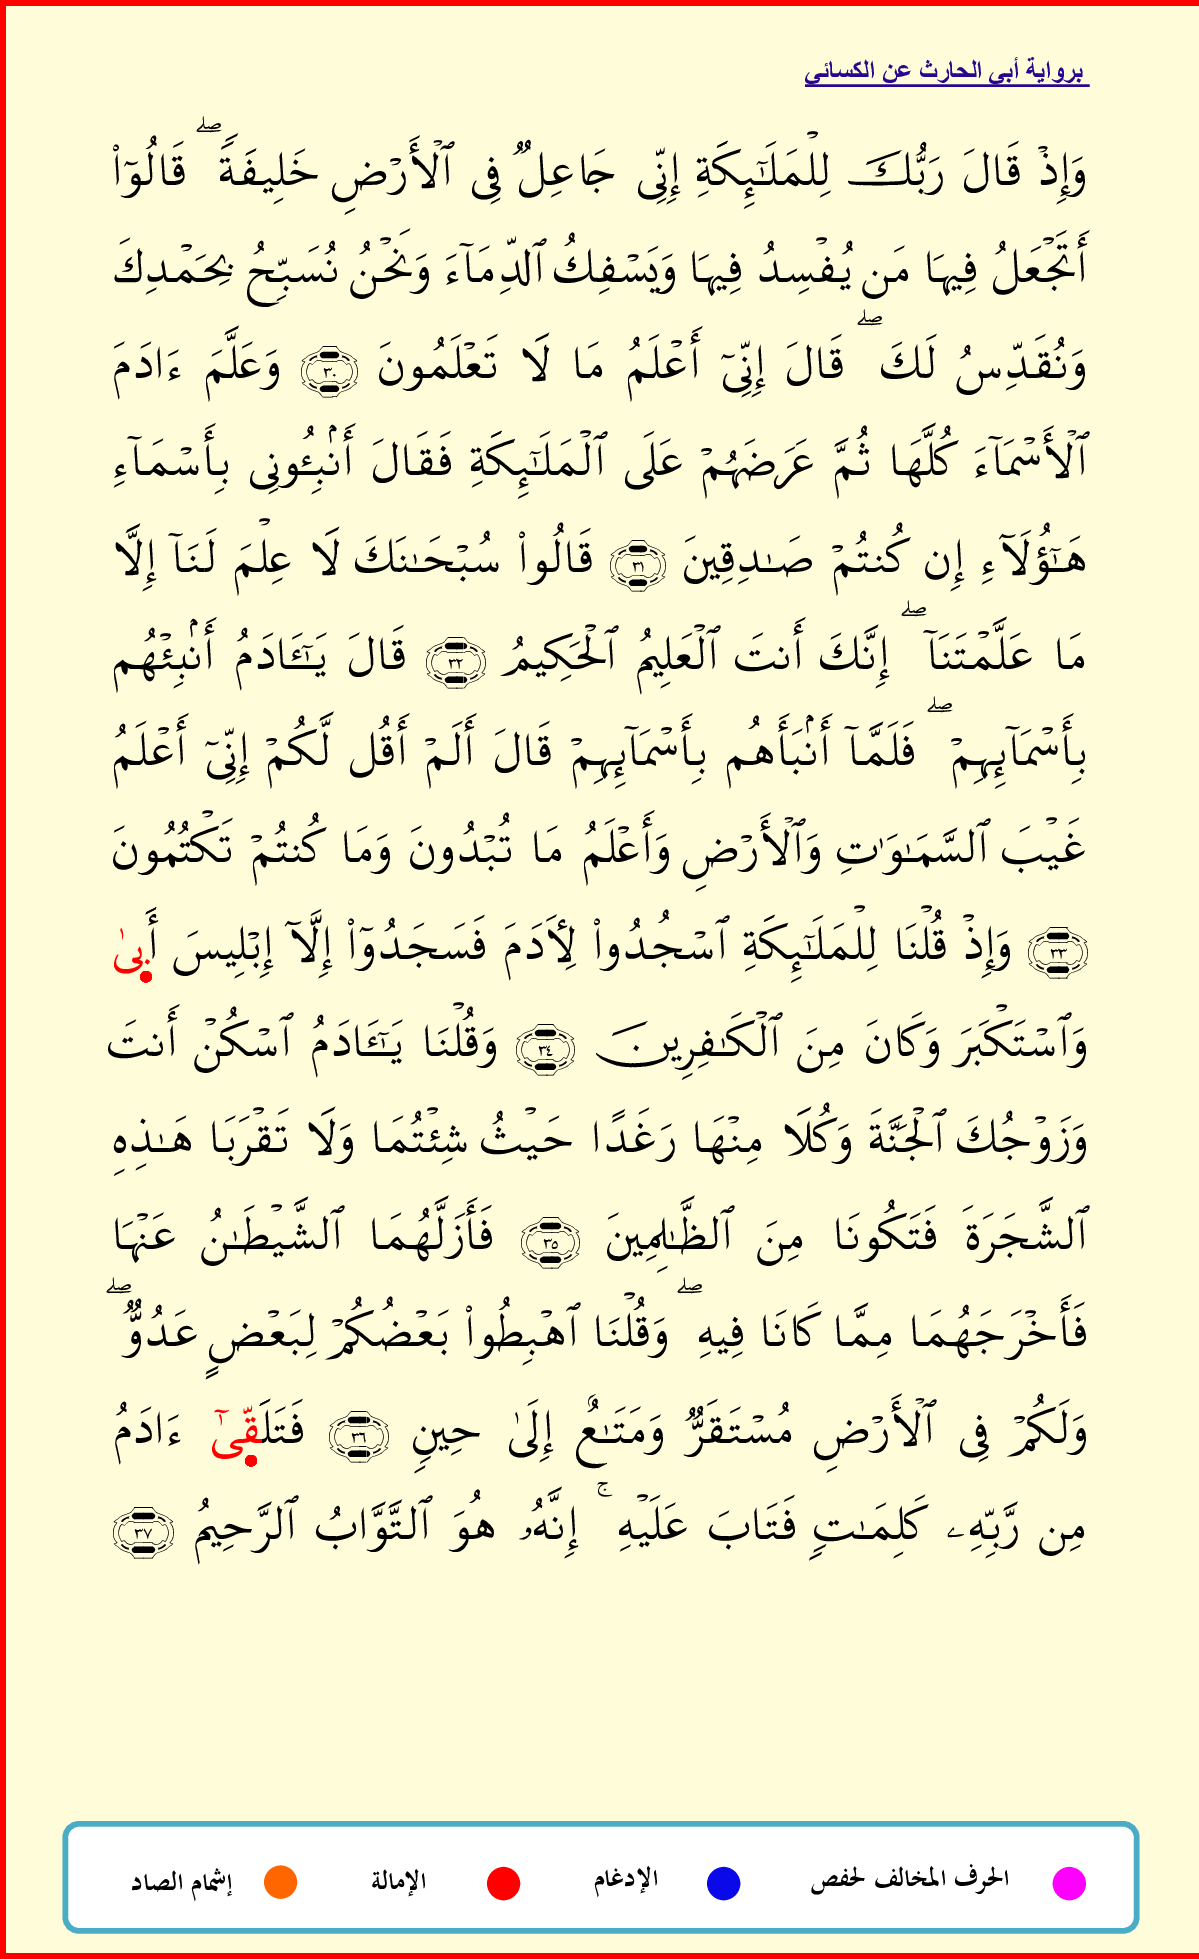 برواية أبي الحارث عن الكسائي
وَإِذۡ قَالَ رَبُّكَ لِلۡمَلَٰٓئِكَةِ إِنِّي جَاعِلٞ فِي ٱلۡأَرۡضِ خَلِيفَةٗۖ قَالُوٓاْ
أَتَجۡعَلُ فِيهَا مَن يُفۡسِدُ فِيهَا وَيَسۡفِكُ ٱلدِّمَآءَ وَنَحۡنُ نُسَبِّحُ بِحَمۡدِكَ
وَنُقَدِّسُ لَكَۖ قَالَ إِنِّيٓ أَعۡلَمُ مَا لَا تَعۡلَمُونَ ٣٠ وَعَلَّمَ ءَادَمَ
ٱلۡأَسۡمَآءَ كُلَّهَا ثُمَّ عَرَضَهُمۡ عَلَى ٱلۡمَلَٰٓئِكَةِ فَقَالَ أَنۢبِـُٔونِي بِأَسۡمَآءِ
هَٰٓؤُلَآءِ إِن كُنتُمۡ صَٰدِقِينَ ٣١ قَالُواْ سُبۡحَٰنَكَ لَا عِلۡمَ لَنَآ إِلَّا
مَا عَلَّمۡتَنَآۖ إِنَّكَ أَنتَ ٱلۡعَلِيمُ ٱلۡحَكِيمُ ٣٢ قَالَ يَٰٓـَٔادَمُ أَنۢبِئۡهُم
بِأَسۡمَآئِهِمۡۖ فَلَمَّآ أَنۢبَأَهُم بِأَسۡمَآئِهِمۡ قَالَ أَلَمۡ أَقُل لَّكُمۡ إِنِّيٓ أَعۡلَمُ
غَيۡبَ ٱلسَّمَٰوَٰتِ وَٱلۡأَرۡضِ وَأَعۡلَمُ مَا تُبۡدُونَ وَمَا كُنتُمۡ تَكۡتُمُونَ
٣٣ وَإِذۡ قُلۡنَا لِلۡمَلَٰٓئِكَةِ ٱسۡجُدُواْ لِأٓدَمَ فَسَجَدُوٓاْ إِلَّآ إِبۡلِيسَ أَبَىٰ
وَٱسۡتَكۡبَرَ وَكَانَ مِنَ ٱلۡكَٰفِرِينَ ٣٤ وَقُلۡنَا يَٰٓـَٔادَمُ ٱسۡكُنۡ أَنتَ
وَزَوۡجُكَ ٱلۡجَنَّةَ وَكُلَا مِنۡهَا رَغَدًا حَيۡثُ شِئۡتُمَا وَلَا تَقۡرَبَا هَٰذِهِ
ٱلشَّجَرَةَ فَتَكُونَا مِنَ ٱلظَّٰلِمِينَ ٣٥ فَأَزَلَّهُمَا ٱلشَّيۡطَٰنُ عَنۡهَا
فَأَخۡرَجَهُمَا مِمَّا كَانَا فِيهِۖ وَقُلۡنَا ٱهۡبِطُواْ بَعۡضُكُمۡ لِبَعۡضٍ عَدُوّٞۖ
وَلَكُمۡ فِي ٱلۡأَرۡضِ مُسۡتَقَرّٞ وَمَتَٰعٌ إِلَىٰ حِينٖ ٣٦ فَتَلَقَّىٰٓ ءَادَمُ
مِن رَّبِّهِۦ كَلِمَٰتٖ فَتَابَ عَلَيۡهِۚ إِنَّهُۥ هُوَ ٱلتَّوَّابُ ٱلرَّحِيمُ ٣٧
الحرف المخالف لحفص الإدغام الإمالة إشمام الصاد